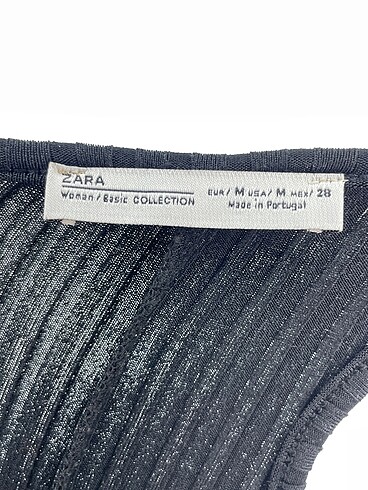 ZARA
Woman / Basic COLLECTION
EUR/ M USA/ M MEX/ 28
Made in Portugal